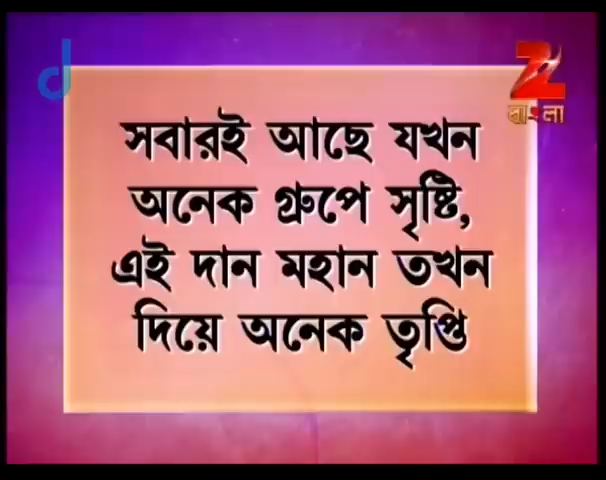 সবারই আছে যখন
অনেক গ্রুপে সৃষ্টি,
এই দান মহান তখন
দিয়ে অনেক তৃপ্তি
Z
বাংলা
d